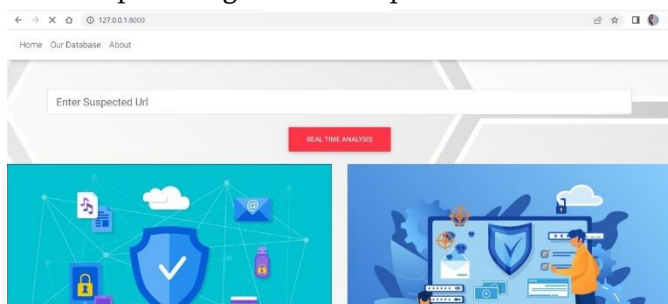 127.0.0.1:8000
Home Our Database About
Enter Suspected Url
REAL TIME ANALYSIS
@